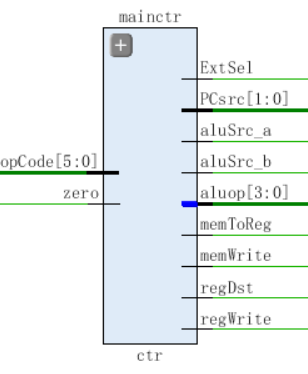 mainctr
ExtSel
PCsrc[1:0]
aluSrc_a
opCode[5:0]
aluSrc_b
zero
aluop[3:0]
memToReg
memWrite
regDst
regWrite
ctr